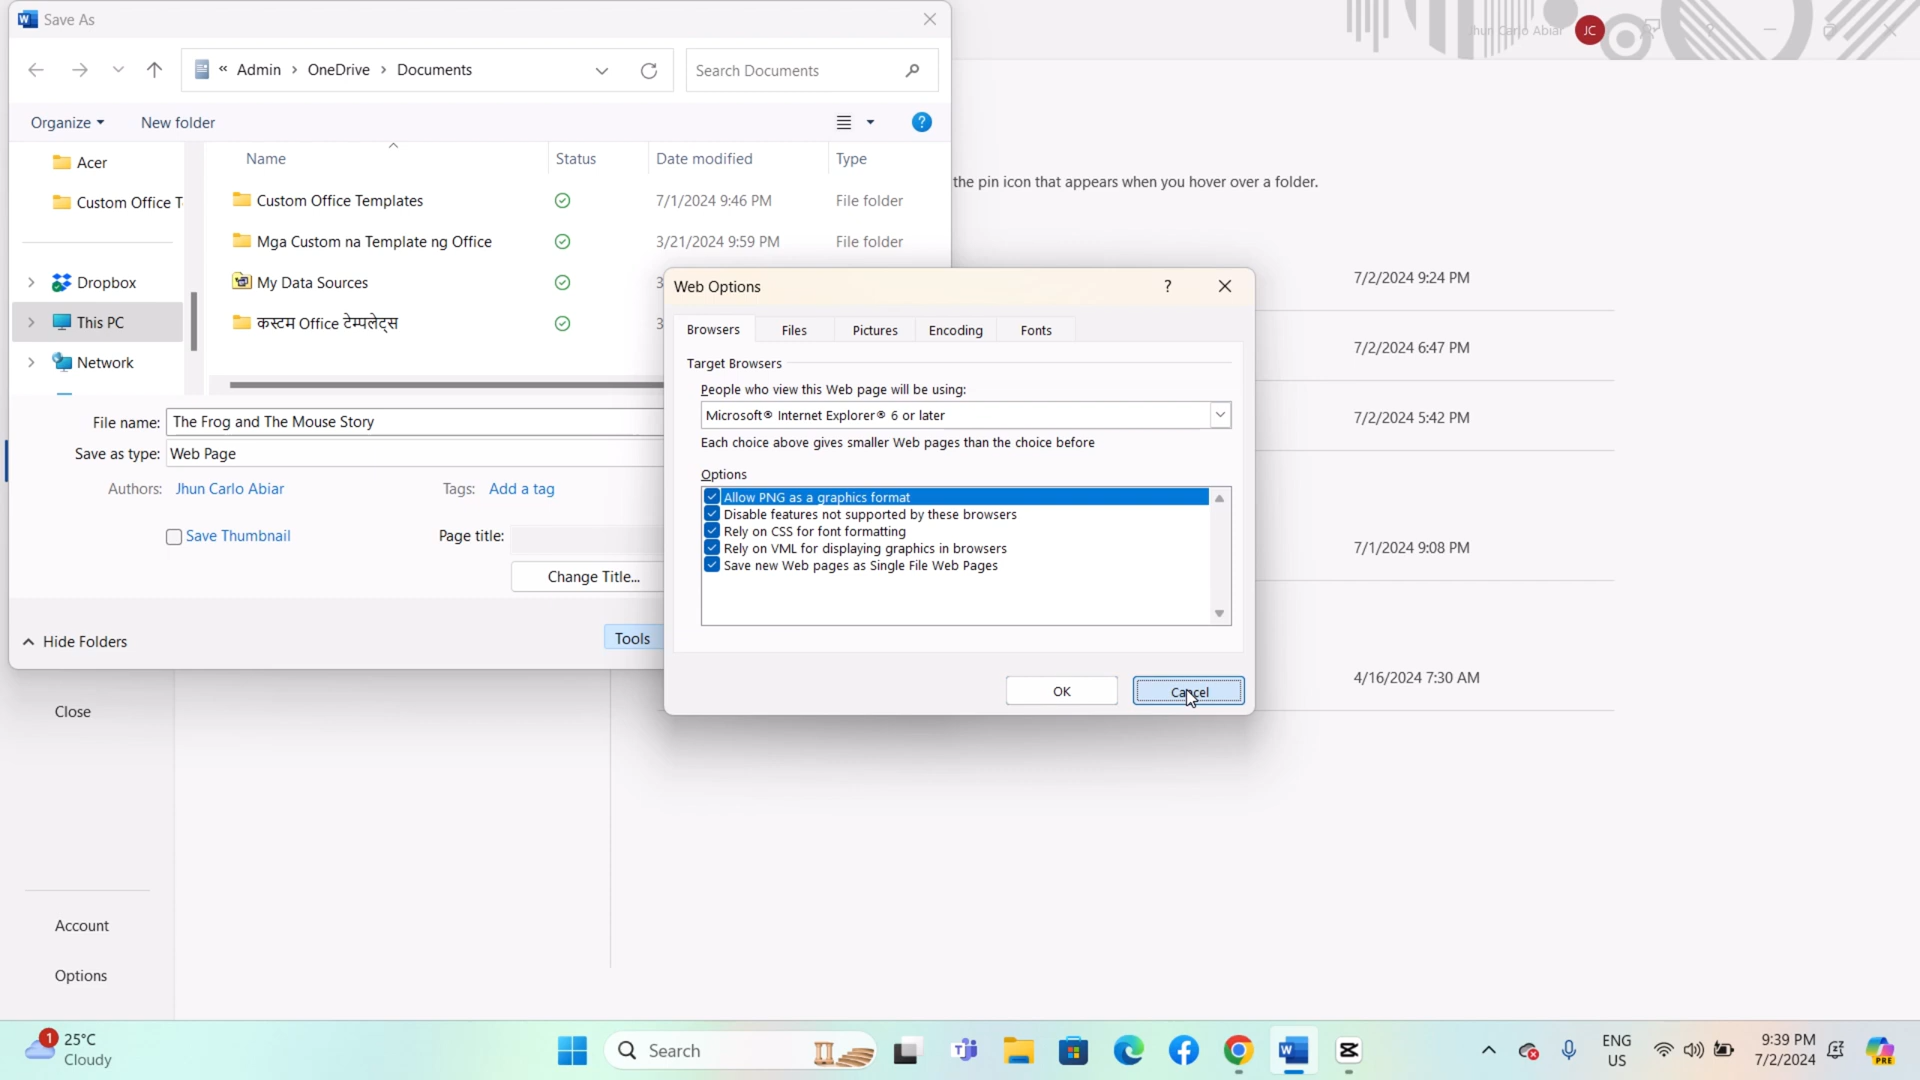 Save As
Jhun Carlo Abiar
JC
« Admin › OneDrive › Documents
Search Documents
Organize
New folder
Name
Status
Date modified
Type
Acer
Custom Office T
Custom Office Templates
7/1/2024 9:46 PM
File folder
Mga Custom na Template ng Office
3/21/2024 9:59 PM
File folder
Dropbox
My Data Sources
3
This PC
कस्टम Office टेम्पलेट्स
3
Network
the pin icon that appears when you hover over a folder.
7/2/2024 9:24 PM
7/2/2024 6:47 PM
7/2/2024 5:42 PM
7/1/2024 9:08 PM
4/16/2024 7:30 AM
File name: The Frog and The Mouse Story
Save as type: Web Page
Authors: Jhun Carlo Abiar
Tags: Add a tag
Save Thumbnail
Page title:
Change Title...
Hide Folders
Tools
Web Options
?
Browsers
Files
Pictures
Encoding
Fonts
Target Browsers
People who view this Web page will be using:
Microsoft® Internet Explorer® 6 or later
Each choice above gives smaller Web pages than the choice before
Options
Allow PNG as a graphics format
Disable features not supported by these browsers
Rely on CSS for font formatting
Rely on VML for displaying graphics in browsers
Save new Web pages as Single File Web Pages
OK
Cancel
Close
Account
Options
1
25°C
Cloudy
Search
ENG
US
9:39 PM
7/2/2024
PRE